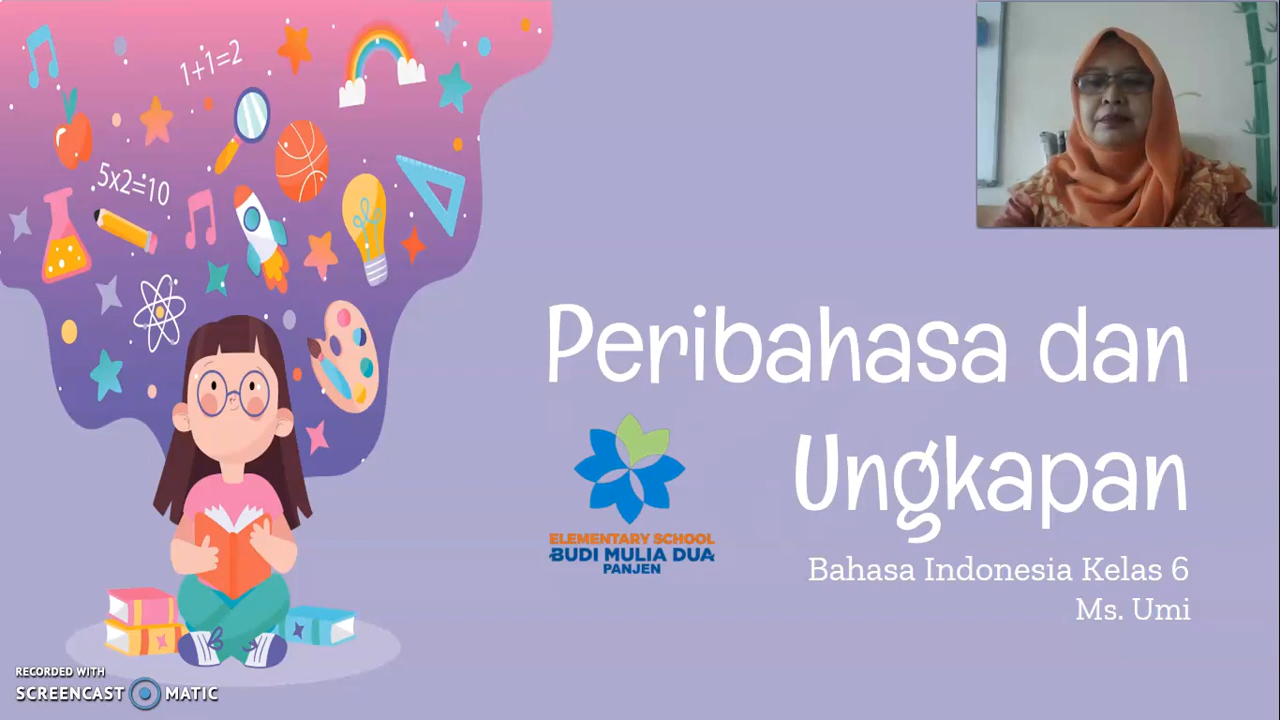 1+1=2
5x2=10
Peribahasa dan
Ungkapan
ELEMENTARY SCHOOL
BUDI MULIA DUA
PANJEN
Bahasa Indonesia Kelas 6
Ms. Umi
RECORDED WITH
SCREENCAST MATIC